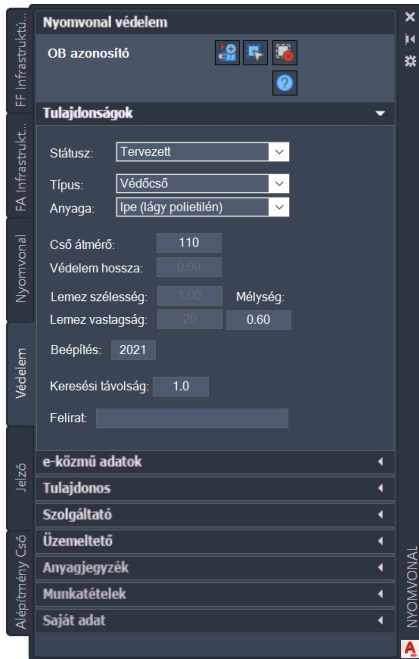 Nyomvonal védelem
OB azonosító
Tulajdonságok
Státusz: Tervezett
Típus: Védőcső
Anyaga: lpe (lágy polietilén)
Cső átmérő: 110
Védelem hossza: 0.00
Lemez szélesség: 1.00 Mélység:
Lemez vastagság: 20 0.60
Beépítés: 2021
Keresési távolság: 1.0
Felirat:
e-közmű adatok
Tulajdonos
Szolgáltató
Üzemeltető
Anyagjegyzék
Munkatételek
Saját adat
FF Infrastruktú...
FA Infrastrukt...
Nyomvonal
Védelem
Jelző
Alépítmény Cső
NYOMVONAL